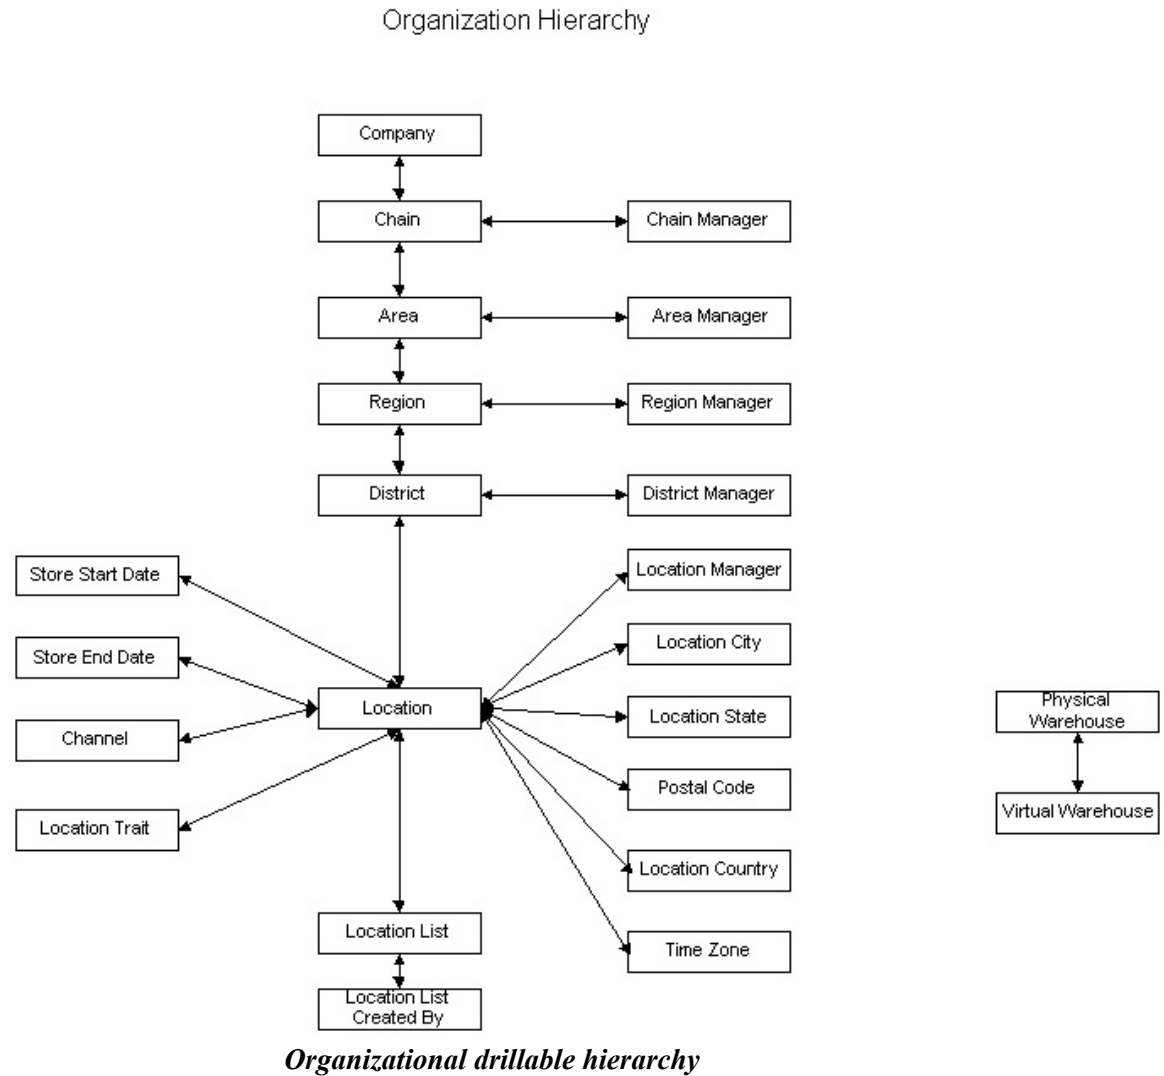 Organization Hierarchy
Company
Chain
Chain Manager
Area
Area Manager
Region
Region Manager
District
District Manager
Store Start Date
Location Manager
Store End Date
Location City
Location
Location State
Physical
Warehouse
Channel
Postal Code
Virtual Warehouse
Location Trait
Location Country
Location List
Time Zone
Location List
Created By
Organizational drillable hierarchy